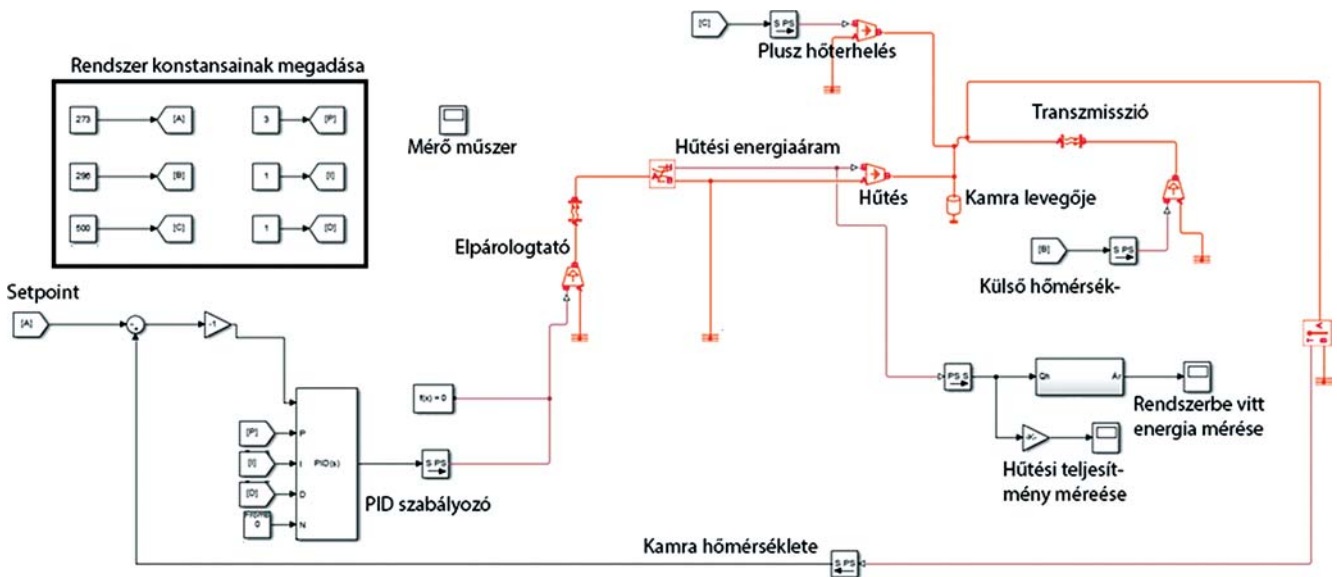 [C]
S PS
Plusz hőterhelés
Rendszer konstansainak megadása
273
[A]
3
[P]
298
[B]
1
[I]
500
[C]
1
[D]
Mérő műszer
Hűtési energiaáram
Transzmisszió
Hűtés
Kamra levegője
Elpárologtató
[B]
S PS
Külső hőmérsék-
Setpoint
[A]
-1
f(x) = 0
PS S
Qh
Ar
Rendszerbe vitt
energia mérése
-K-
Hűtési teljesít-
mény méreése
[P]
P
[I]
I
PID(s)
S PS
[D]
D
PID szabályozó
0
N
Kamra hőmérséklete
S PS